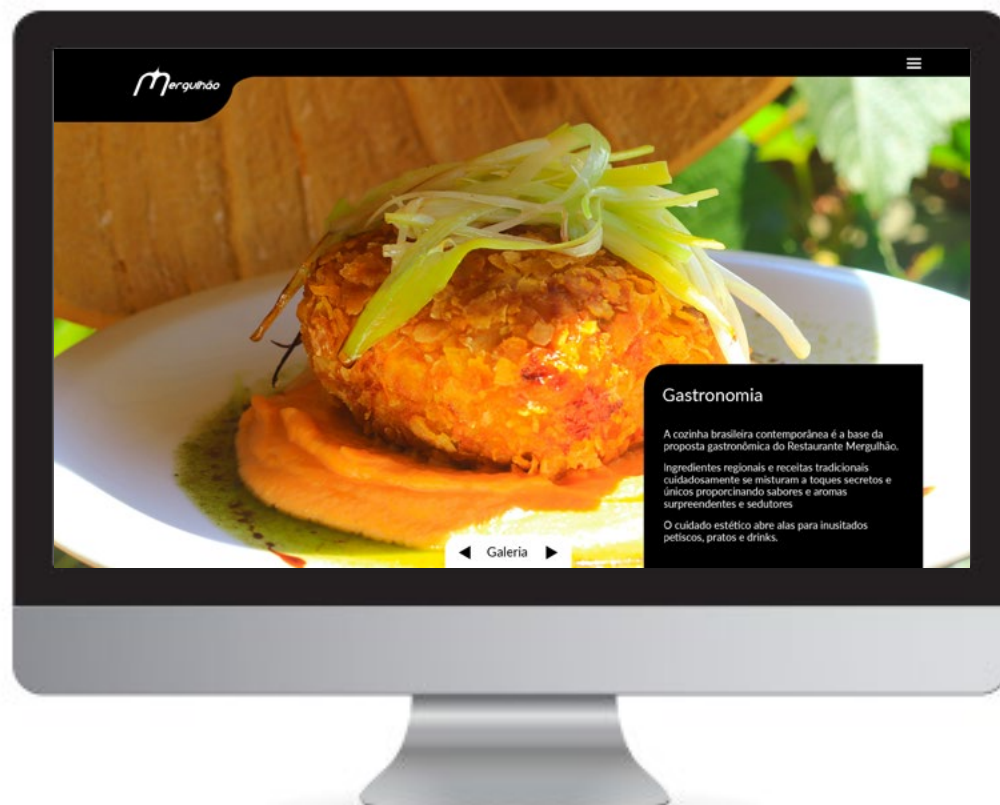 Mergulhão
Gastronomia
A cozinha brasileira contemporânea é a base da
proposta gastronômica do Restaurante Mergulhão.
Ingredientes regionais e receitas tradicionais
cuidadosamente se misturam a toques secretos e
únicos proporcinando sabores e aromas
surpreendentes e sedutores
O cuidado estético abre alas para inusitados
petiscos, pratos e drinks.
Galeria